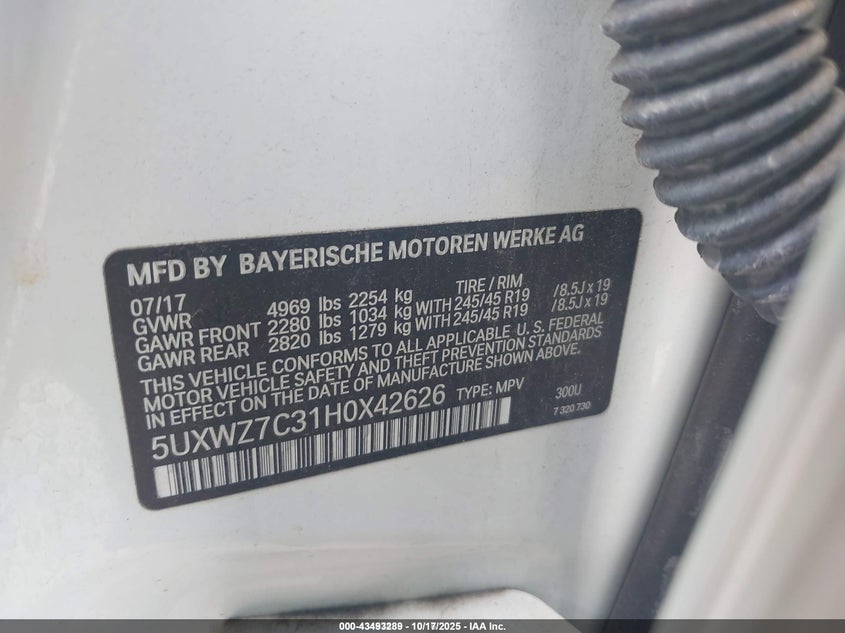 MFD BY BAYERISCHE MOTOREN WERKE AG
07/17 TIRE / RIM
GVWR 4969 lbs 2254 kg
GAWR FRONT 2280 lbs 1034 kg WITH 245/45 R19 / 8.5J x 19
GAWR REAR 2820 lbs 1279 kg WITH 245/45 R19 / 8.5J x 19
THIS VEHICLE CONFORMS TO ALL APPLICABLE U. S. FEDERAL
MOTOR VEHICLE SAFETY AND THEFT PREVENTION STANDARDS
IN EFFECT ON THE DATE OF MANUFACTURE SHOWN ABOVE.
5UXWZ7C31H0X42626 TYPE: MPV 300U
7 320 730
000-43493289 - 10/17/2025 - IAA Inc.